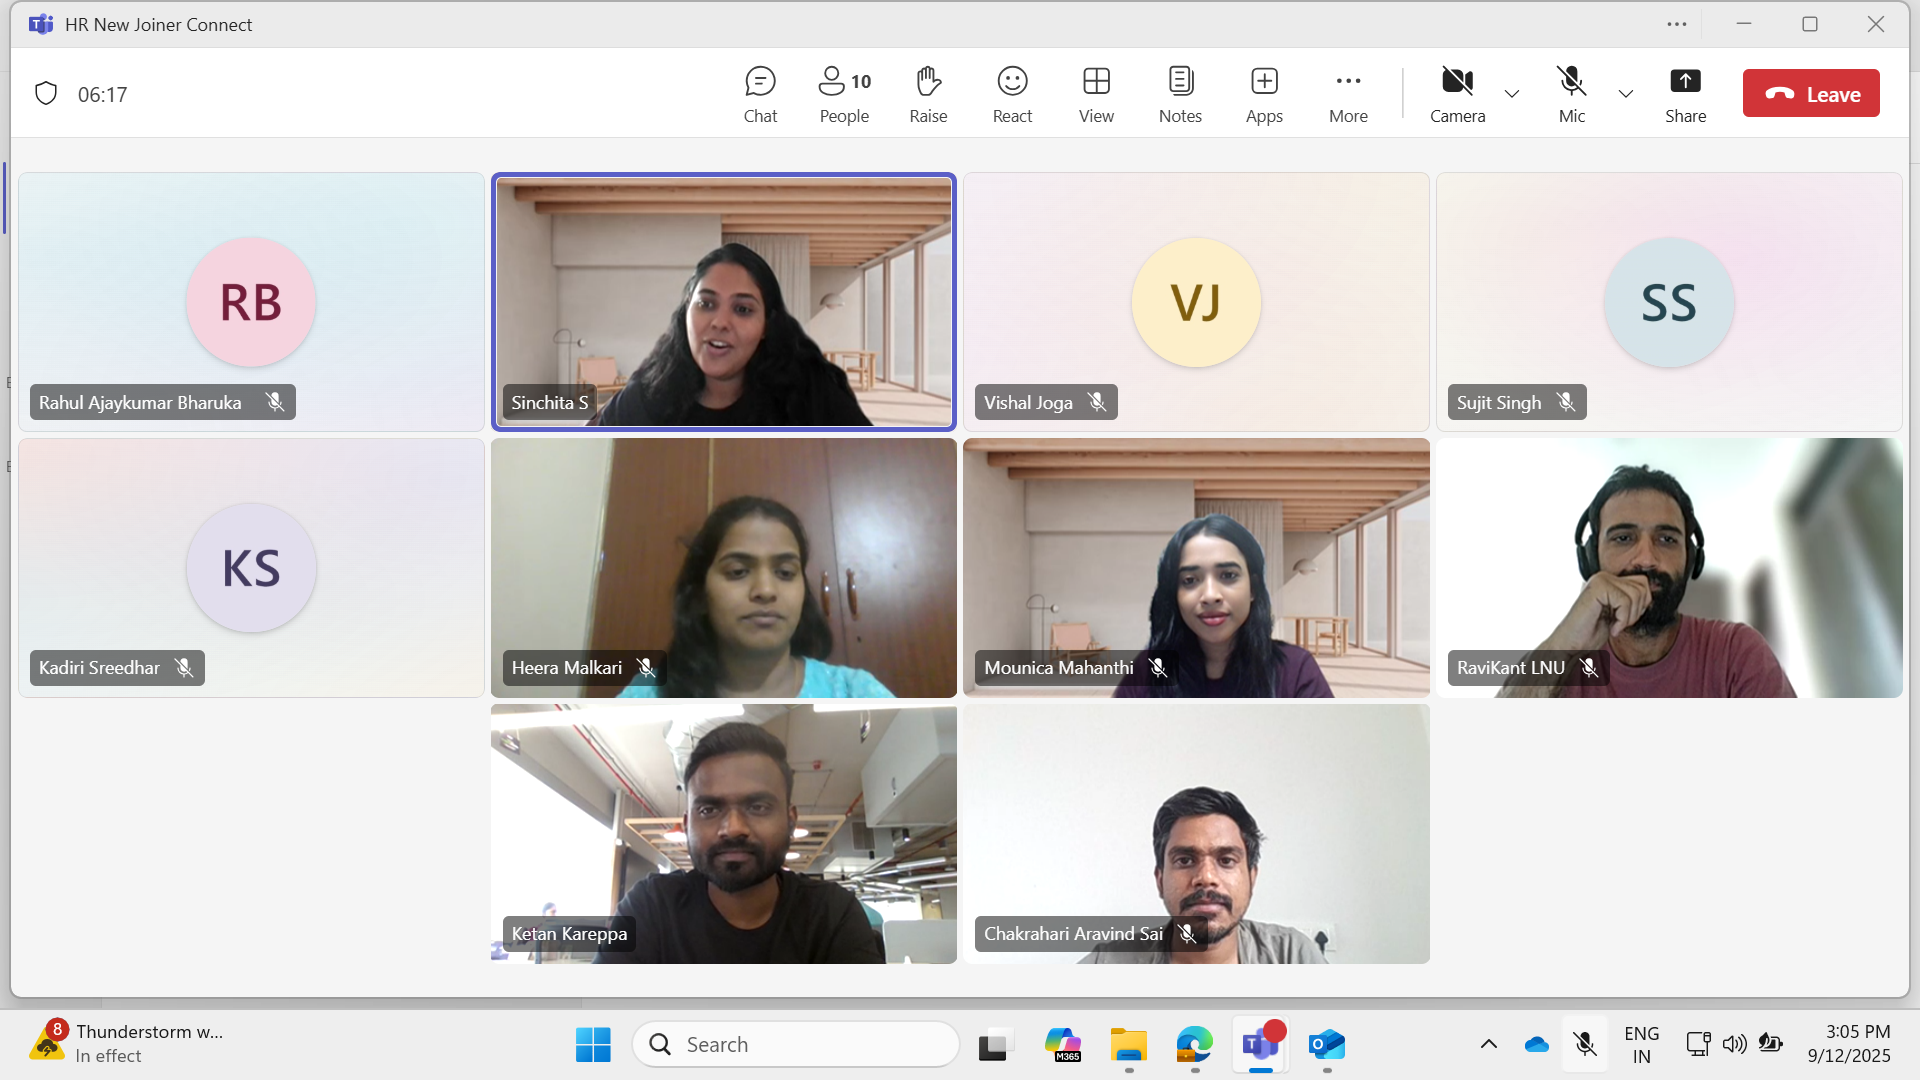 HR New Joiner Connect
06:17
Chat
People
10
Raise
React
View
Notes
Apps
More
Camera
Mic
Share
Leave
RB
Rahul Ajaykumar Bharuka
Sinchita S
VJ
Vishal Joga
SS
Sujit Singh
KS
Kadiri Sreedhar
Heera Malkari
Mounica Mahanthi
RaviKant LNU
Ketan Kareppa
Chakrahari Aravind Sai
8
Thunderstorm w...
In effect
Search
M365
ENG
IN
3:05 PM
9/12/2025